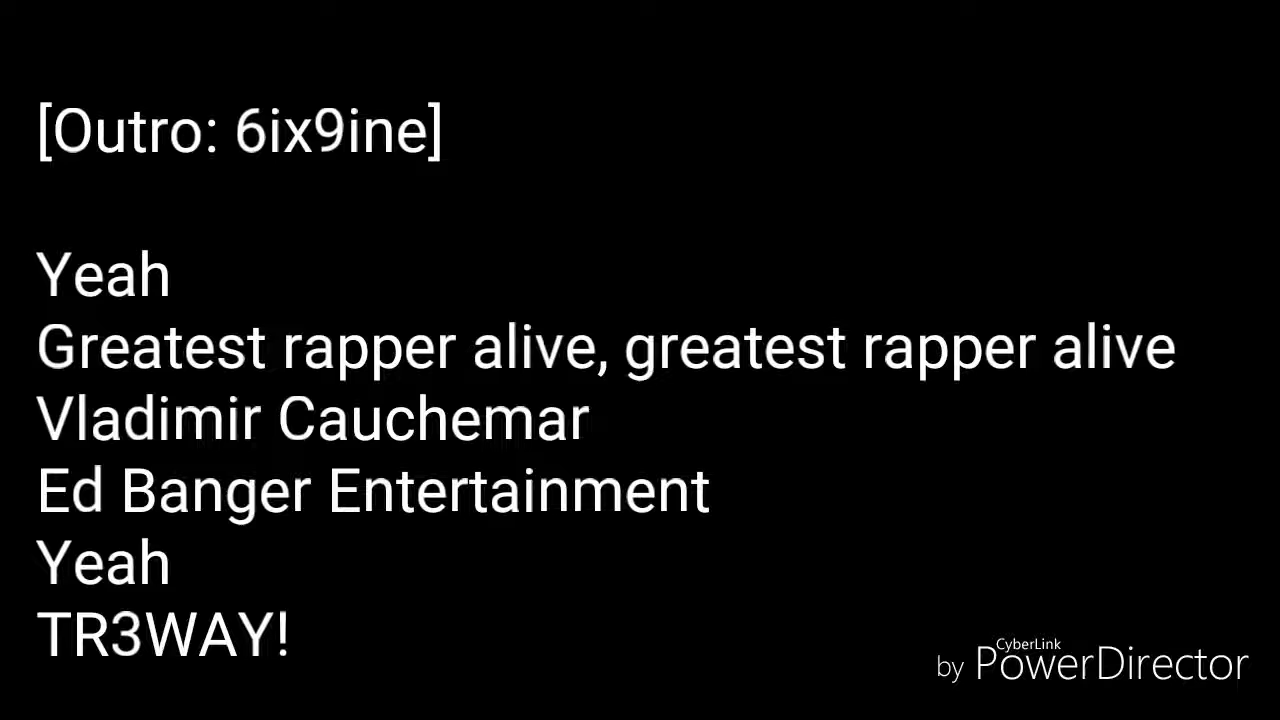 [Outro: 6ix9ine]
Yeah
Greatest rapper alive, greatest rapper alive
Vladimir Cauchemar
Ed Banger Entertainment
Yeah
TR3WAY!
CyberLink
by PowerDirector